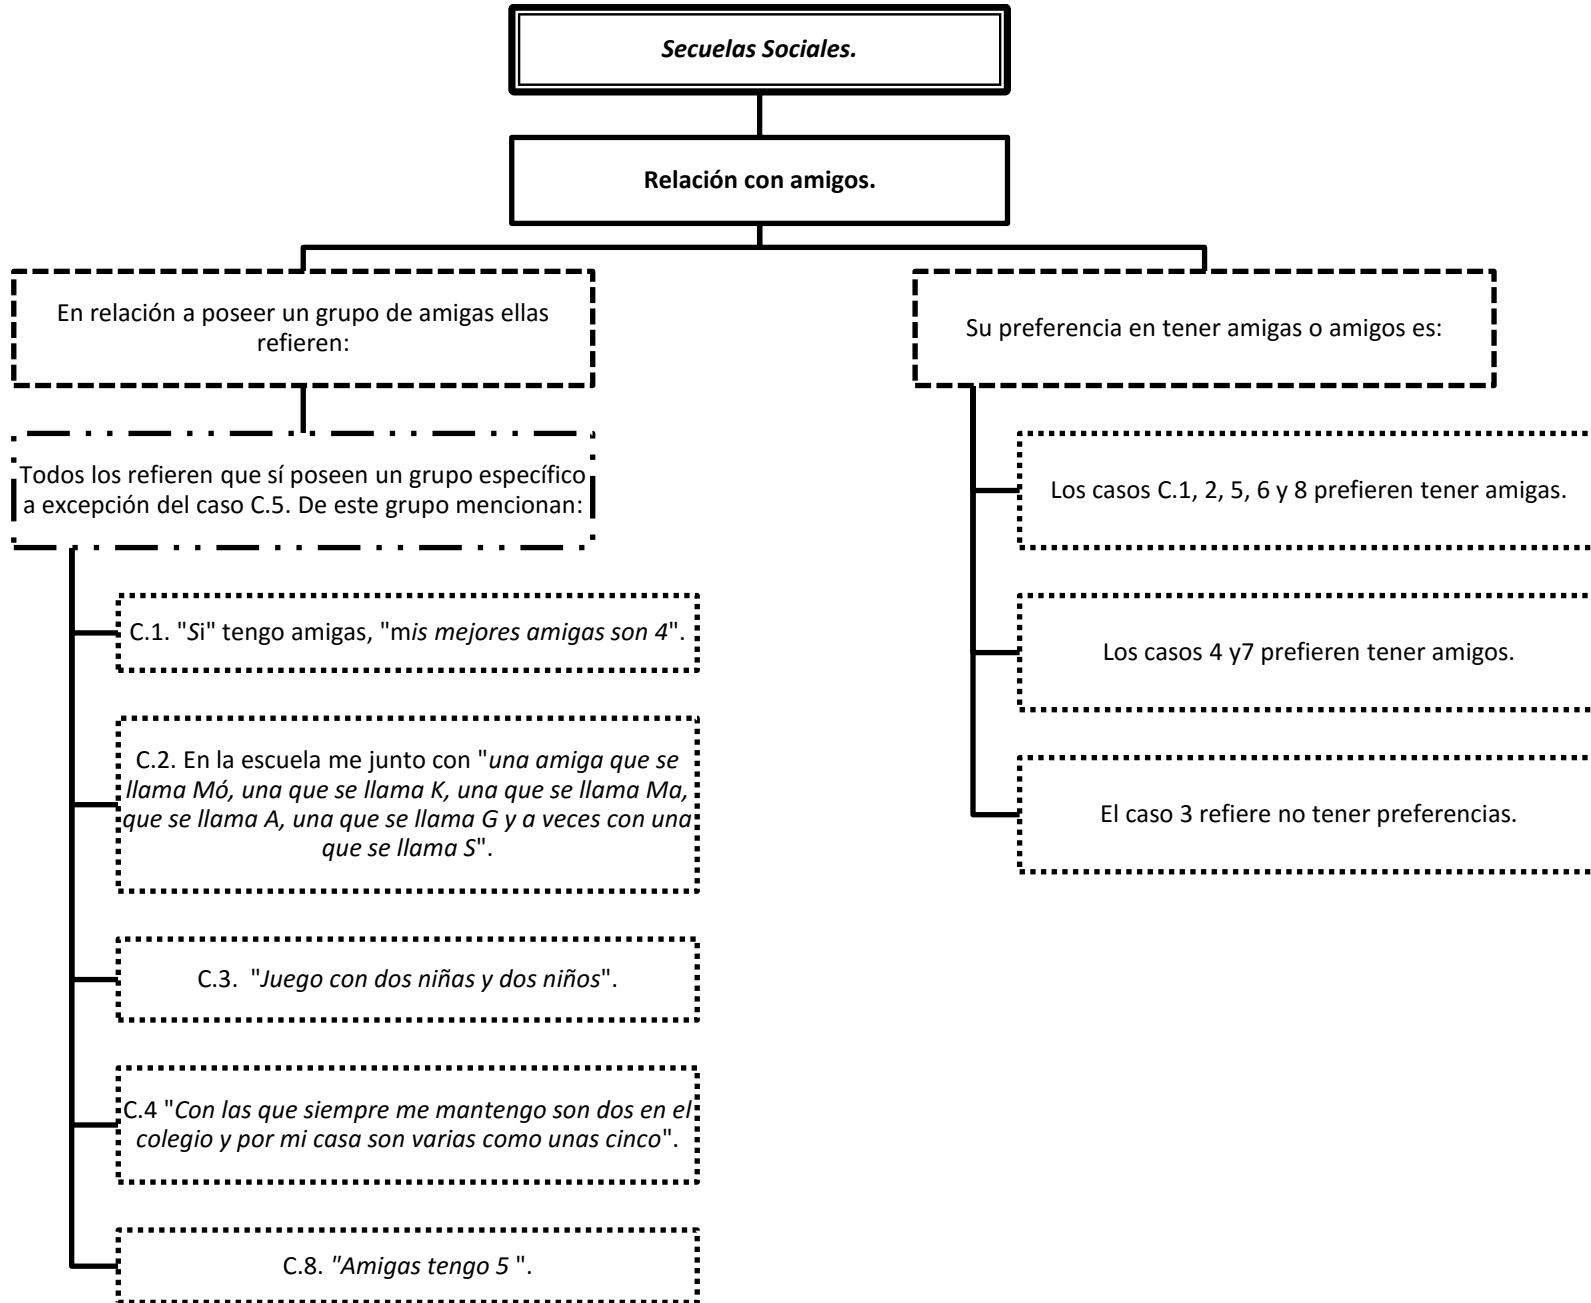 Secuelas Sociales.
Relación con amigos.
En relación a poseer un grupo de amigas ellas
refieren:
Todos los refieren que sí poseen un grupo específico
a excepción del caso C.5. De este grupo mencionan:
C.1. "Si" tengo amigas, "mis mejores amigas son 4".
C.2. En la escuela me junto con "una amiga que se
llama Mó, una que se llama K, una que se llama Ma,
que se llama A, una que se llama G y a veces con una
que se llama S".
C.3.  "Juego con dos niñas y dos niños".
C.4 "Con las que siempre me mantengo son dos en el
colegio y por mi casa son varias como unas cinco".
C.8. "Amigas tengo 5 ".
Su preferencia en tener amigas o amigos es:
Los casos C.1, 2, 5, 6 y 8 prefieren tener amigas.
Los casos 4 y7 prefieren tener amigos.
El caso 3 refiere no tener preferencias.